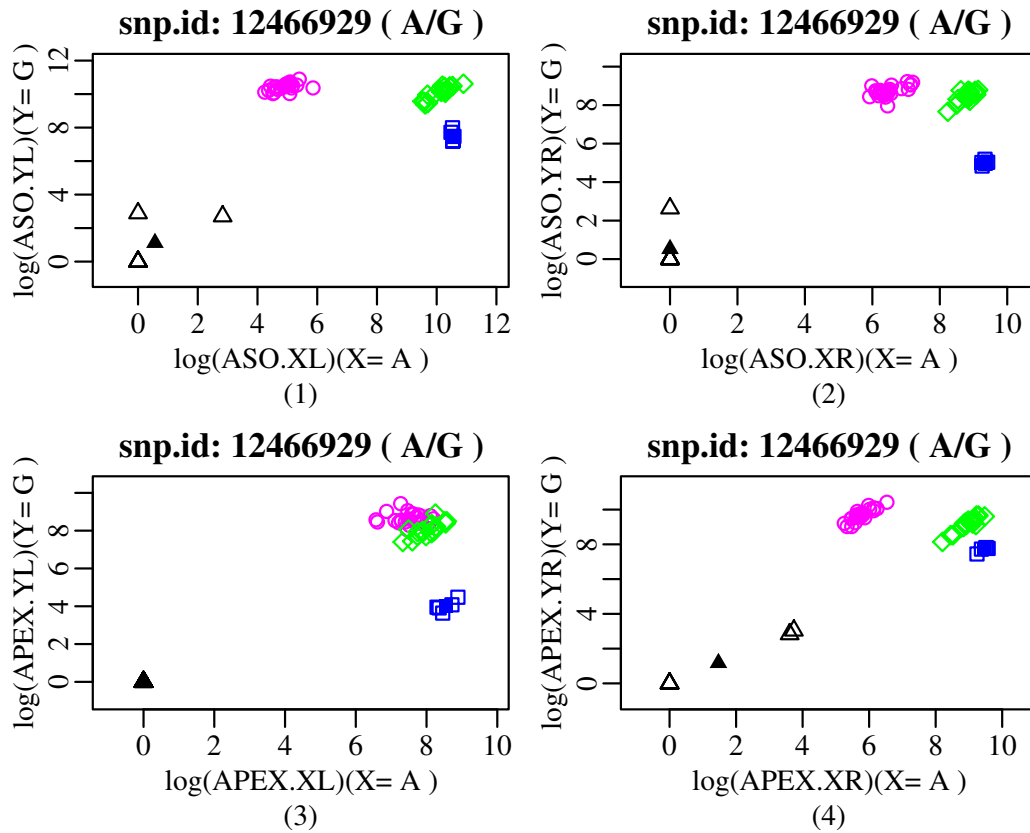 snp.id: 12466929 ( A/G )
log(ASO.YL)(Y= G )
12
8
4
0
0 2 4 6 8 10 12
log(ASO.XL)(X= A )
(1)
snp.id: 12466929 ( A/G )
log(ASO.YR)(Y= G )
8
6
4
2
0
0 2 4 6 8 10
log(ASO.XR)(X= A )
(2)
snp.id: 12466929 ( A/G )
log(APEX.YL)(Y= G )
8
6
4
2
0
0 2 4 6 8 10
log(APEX.XL)(X= A )
(3)
snp.id: 12466929 ( A/G )
log(APEX.YR)(Y= G )
8
4
0
0 2 4 6 8 10
log(APEX.XR)(X= A )
(4)